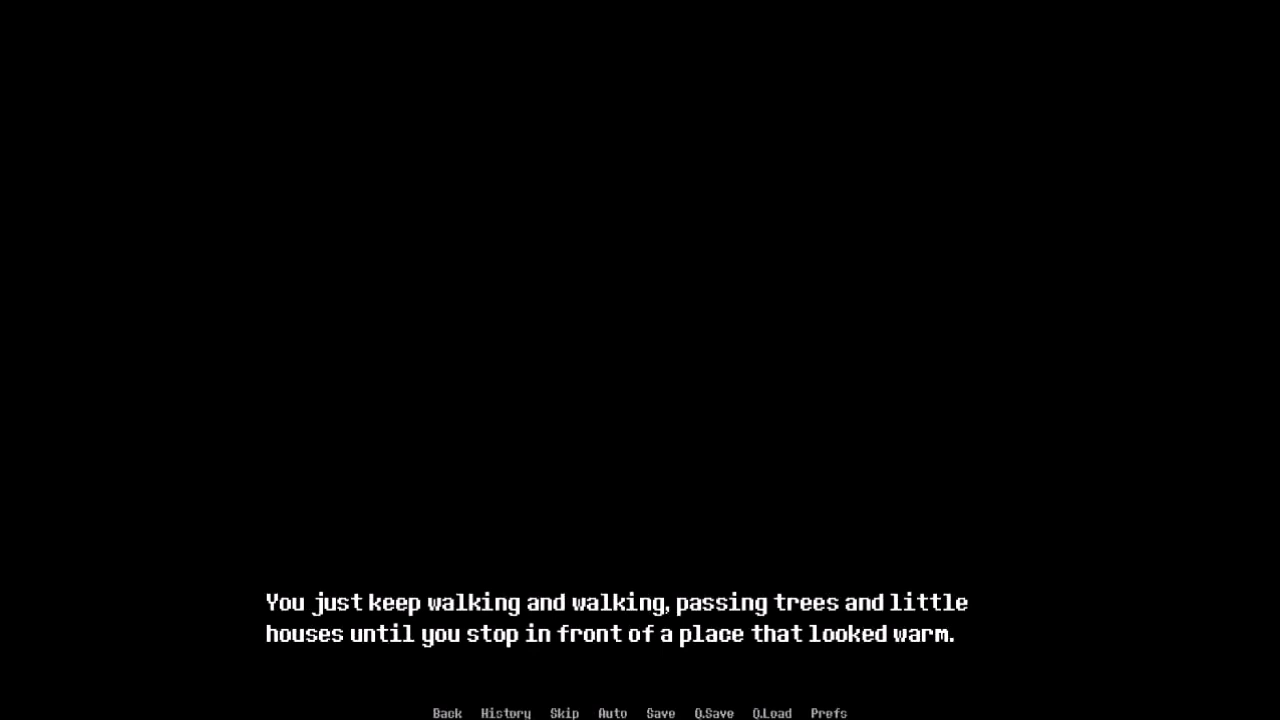 You just keep walking and walking, passing trees and little
houses until you stop in front of a place that looked warm.
Back History Skip Auto Save Q.Save Q.Load Prefs